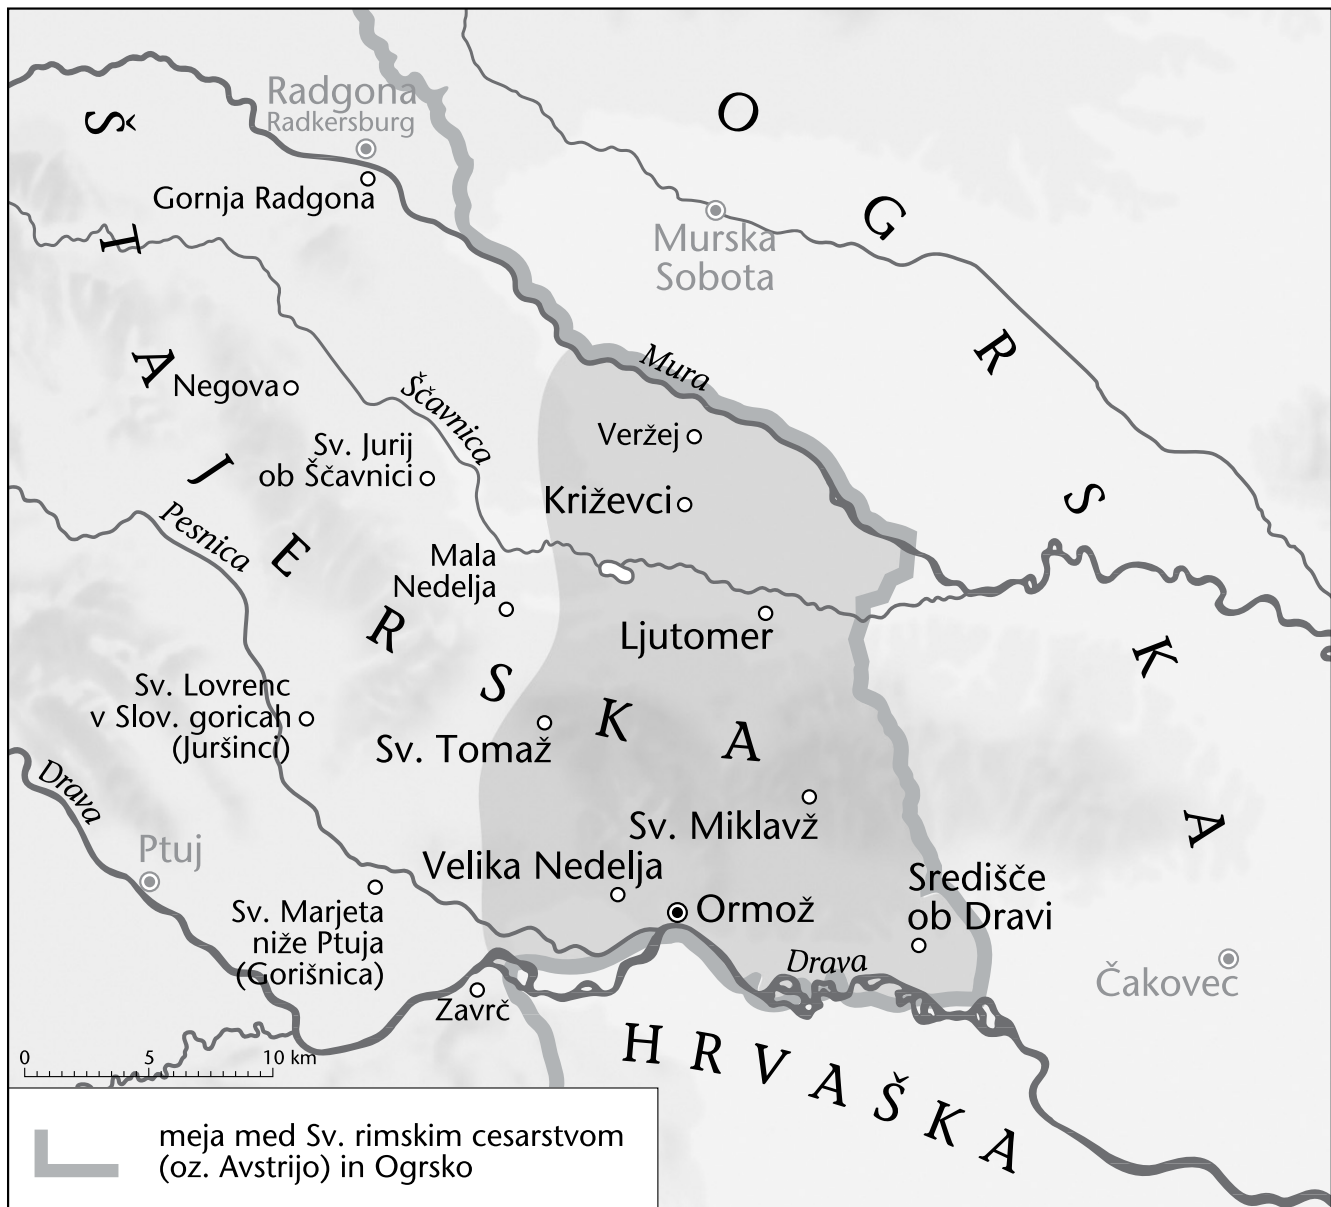 Radgona
Radkersburg
Gornja Radgona
ŠTAJERSKA
OGRSKA
Murska
Sobota
Mura
Negova
Ščavnica
Sv. Jurij
ob Ščavnici
Veržej
Križevci
Pesnica
Mala
Nedelja
Ljutomer
Sv. Lovrenc
v Slov. goricah
(Juršinci)
Sv. Tomaž
Drava
Sv. Miklavž
Ptuj
Velika Nedelja
Središče
ob Dravi
Ormož
Sv. Marjeta
niže Ptuja
(Gorišnica)
Drava
Čakovec
Zavrč
HRVAŠKA
0 5 10 km
meja med Sv. rimskim cesarstvom
(oz. Avstrijo) in Ogrsko